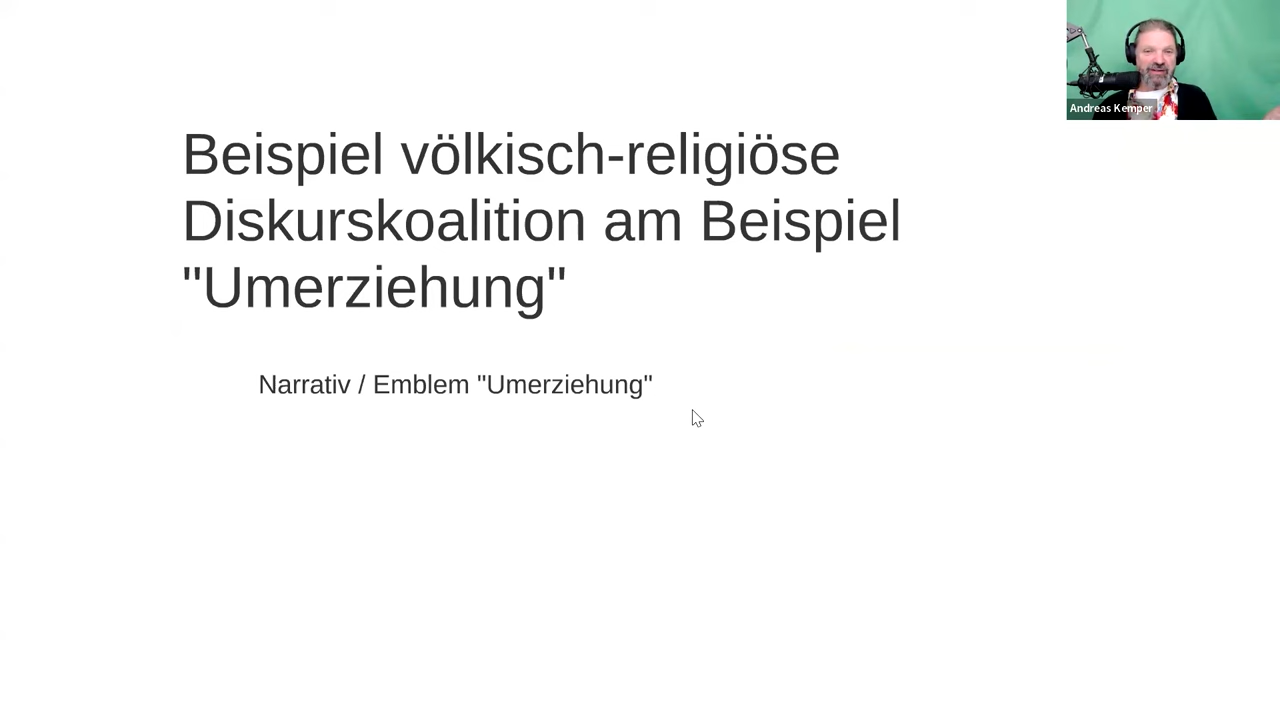 Beispiel völkisch-religiöse
Diskurskoalition am Beispiel
"Umerziehung"
Narrativ / Emblem "Umerziehung"
Andreas Kemper